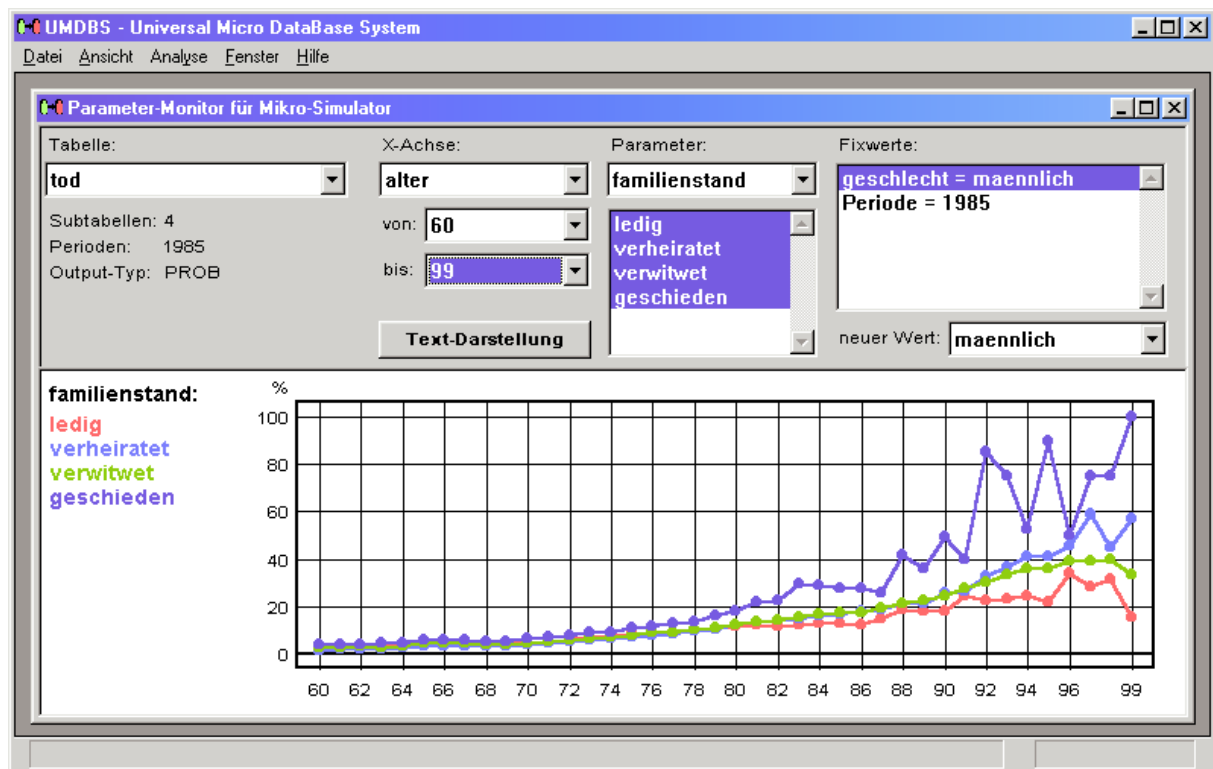 UMDBS - Universal Micro DataBase System
Datei Ansicht Analyse Fenster Hilfe
Parameter-Monitor für Mikro-Simulator
Tabelle:
tod
Subtabellen: 4
Perioden: 1985
Output-Typ: PROB
X-Achse:
alter
von: 60
bis: 99
Text-Darstellung
Parameter:
familienstand
ledig
verheiratet
verwitwet
geschieden
Fixwerte:
geschlecht = maennlich
Periode = 1985
neuer Wert: maennlich
familienstand:
ledig
verheiratet
verwitwet
geschieden
%
100
80
60
40
20
0
60 62 64 66 68 70 72 74 76 78 80 82 84 86 88 90 92 94 96 99